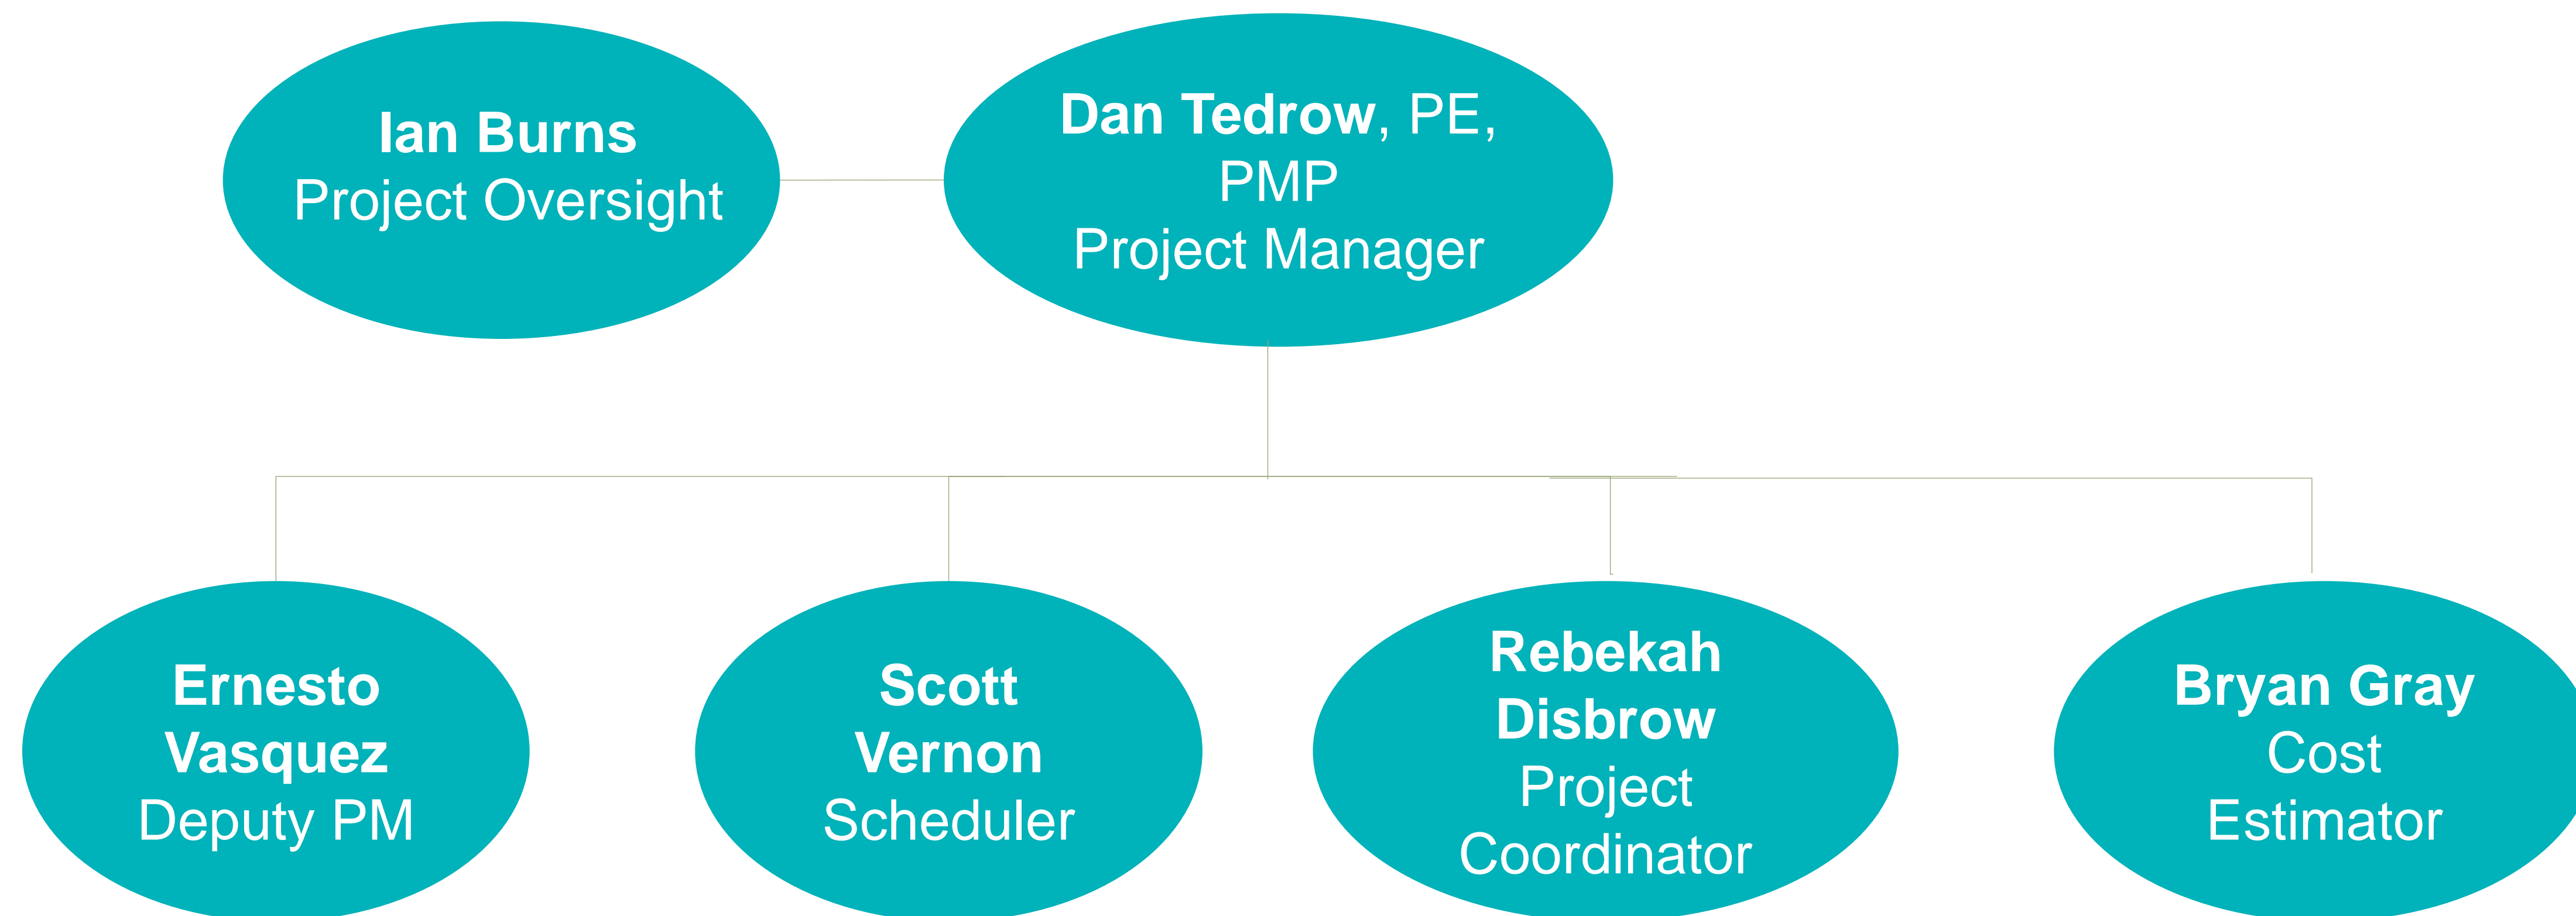 Ian Burns
Project Oversight
Dan Tedrow, PE,
PMP
Project Manager
Ernesto
Vasquez
Deputy PM
Scott
Vernon
Scheduler
Rebekah
Disbrow
Project
Coordinator
Bryan Gray
Cost
Estimator